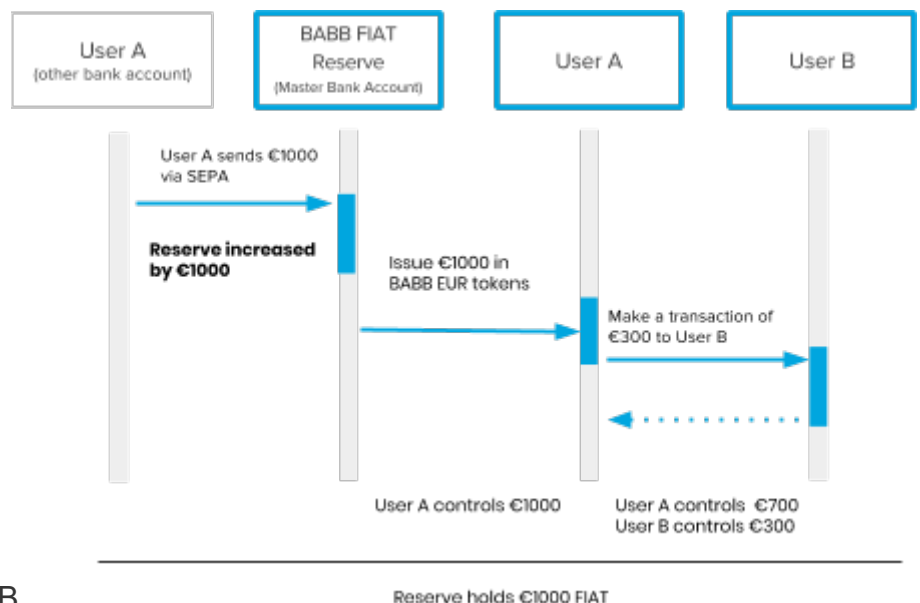 User A
(other bank account)
BABB FIAT
Reserve
(Master Bank Account)
User A
User B
User A sends €1000
via SEPA
Reserve increased
by €1000
Issue €1000 in
BABB EUR tokens
Make a transaction of
€300 to User B
User A controls €1000
User A controls €700
User B controls €300
Reserve holds €1000 FIAT
B